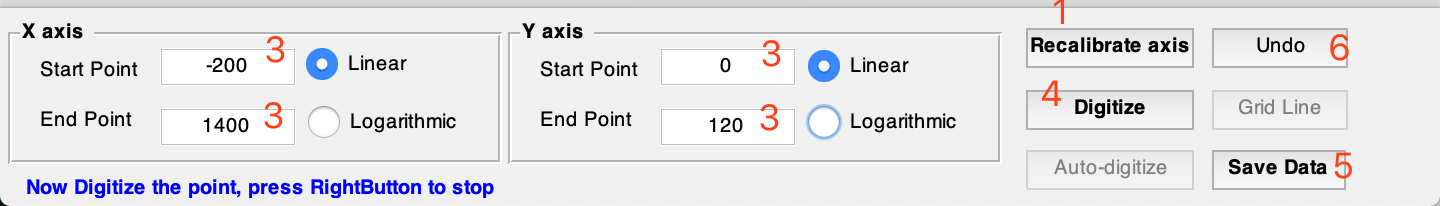 1
X axis
Start Point -200 3 Linear
End Point 1400 3 Logarithmic
Y axis
Start Point 0 3 Linear
End Point 120 3 Logarithmic
Recalibrate axis Undo 6
4 Digitize Grid Line
Auto-digitize Save Data 5
Now Digitize the point, press RightButton to stop